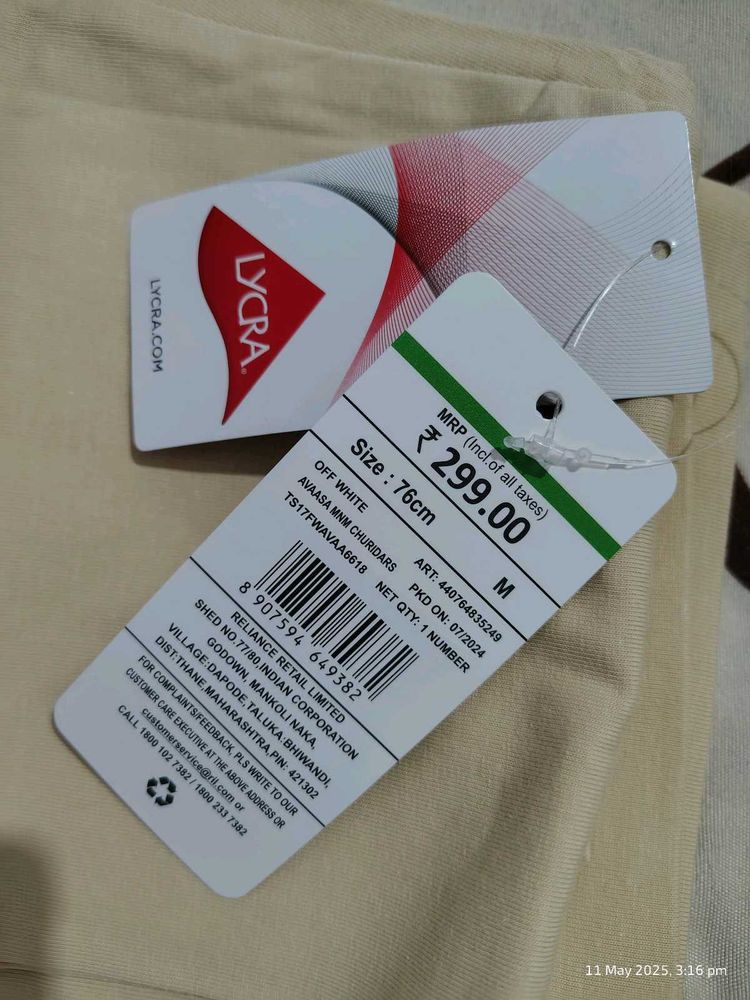 LYCRA®
LYCRA.COM
MRP (Incl.of all taxes)
₹ 299.00
Size : 76cm
M
OFF WHITE
AVAASA MNM CHURIDARS
TS17FWAVAA6618
ART: 440764835249
PKD ON: 07/2024
NET QTY: 1 NUMBER
8 907594 649382
RELIANCE RETAIL LIMITED
SHED NO.77/80,INDIAN CORPORATION
GODOWN, MANKOLI NAKA,
VILLAGE:DAPODE,TALUKA:BHIWANDI,
DIST:THANE,MAHARASHTRA,PIN: 421302
FOR COMPLAINTS/FEEDBACK, PLS WRITE TO OUR
CUSTOMER CARE EXECUTIVE AT THE ABOVE ADDRESS OR
customerservice@ril.com or
CALL 1800 102 7382 / 1800 233 7382
11 May 2025, 3:16 pm